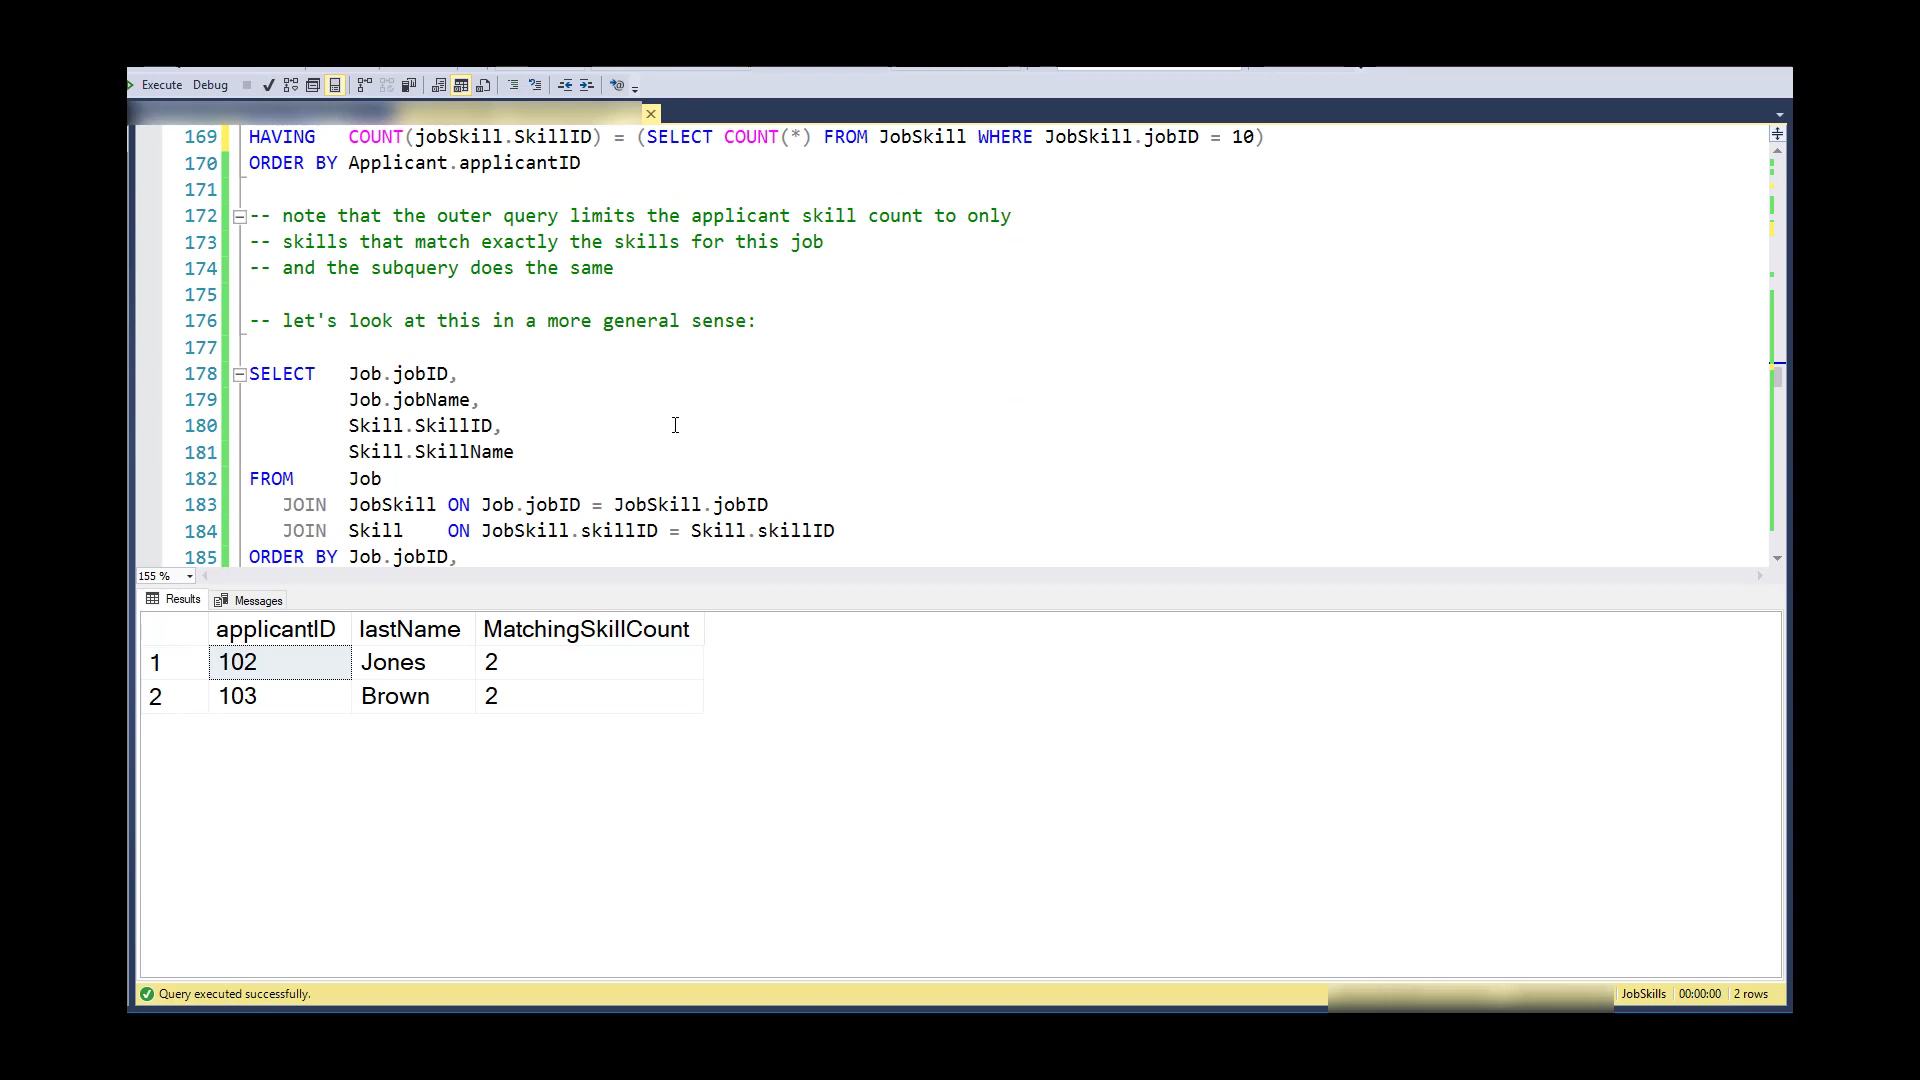 Execute Debug
169 HAVING COUNT(jobSkill.SkillID) = (SELECT COUNT(*) FROM JobSkill WHERE JobSkill.jobID = 10)
170 ORDER BY Applicant.applicantID
171
172 -- note that the outer query limits the applicant skill count to only
173 -- skills that match exactly the skills for this job
174 -- and the subquery does the same
175
176 -- let's look at this in a more general sense:
177
178 SELECT Job.jobID,
179 Job.jobName,
180 Skill.SkillID,
181 Skill.SkillName
182 FROM Job
183 JOIN JobSkill ON Job.jobID = JobSkill.jobID
184 JOIN Skill ON JobSkill.skillID = Skill.skillID
185 ORDER BY Job.jobID,
155 %
Results Messages
applicantID lastName MatchingSkillCount
1 102 Jones 2
2 103 Brown 2
Query executed successfully. JobSkills 00:00:00 2 rows